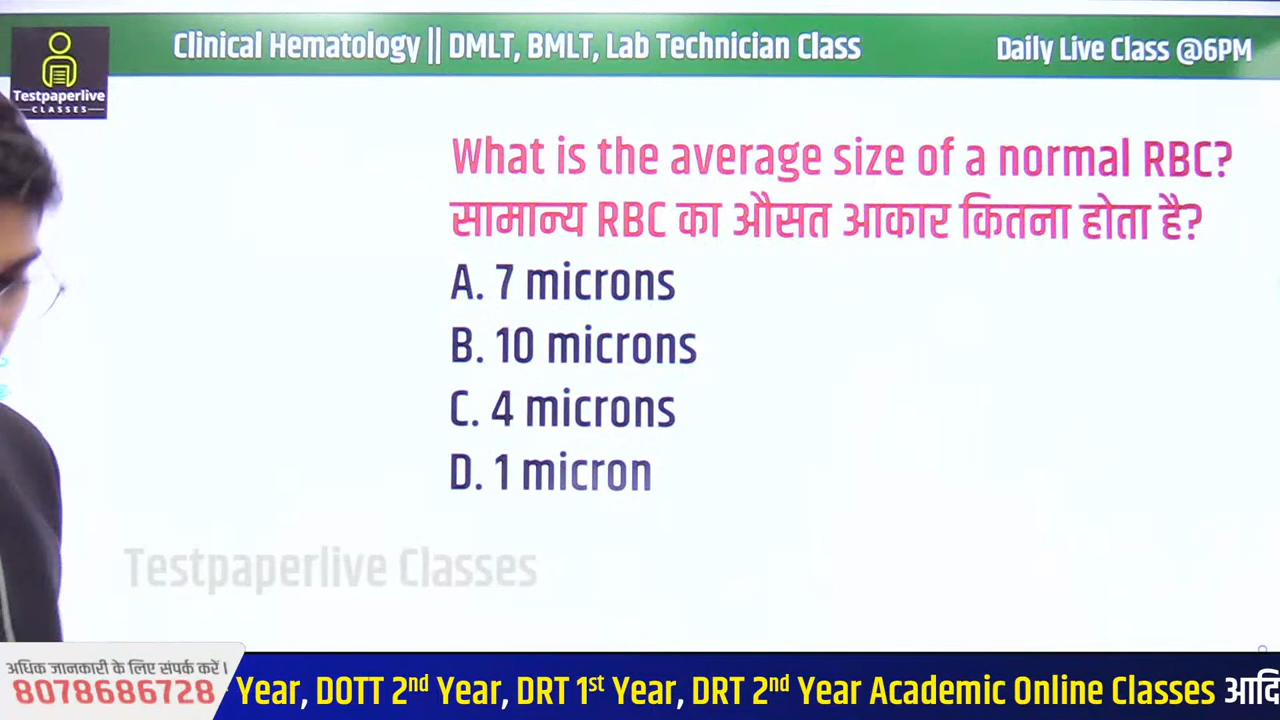 Clinical Hematology || DMLT, BMLT, Lab Technician Class
Daily Live Class @6PM
Testpaperlive
CLASSES
What is the average size of a normal RBC?
सामान्य RBC का औसत आकार कितना होता है?
A. 7 microns
B. 10 microns
C. 4 microns
D. 1 micron
Testpaperlive Classes
अधिक जानकारी के लिए संपर्क करें।
8078686728
Year, DOTT 2nd Year, DRT 1st Year, DRT 2nd Year Academic Online Classes आदि